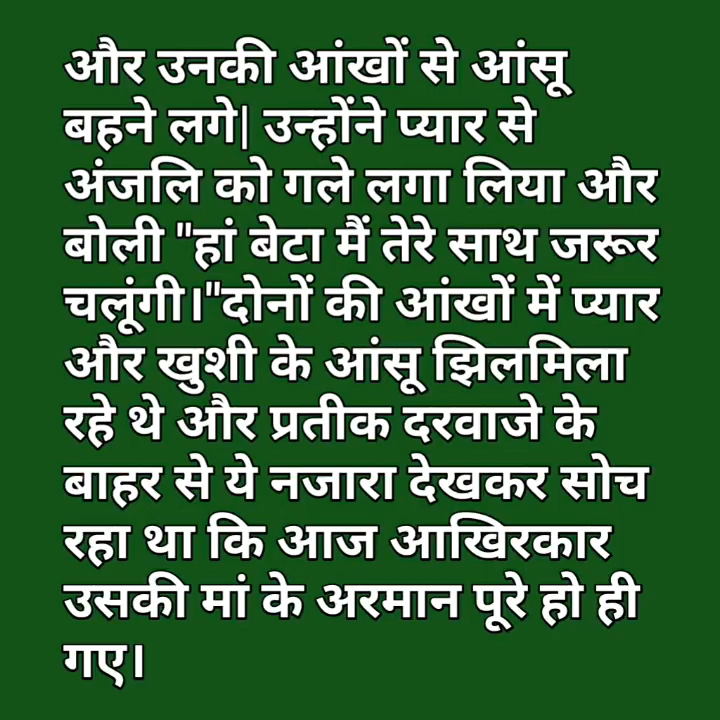 और उनकी आंखों से आंसू
बहने लगे| उन्होंने प्यार से
अंजलि को गले लगा लिया और
बोली "हां बेटा मैं तेरे साथ जरूर
चलूंगी।"दोनों की आंखों में प्यार
और खुशी के आंसू झिलमिला
रहे थे और प्रतीक दरवाजे के
बाहर से ये नजारा देखकर सोच
रहा था कि आज आखिरकार
उसकी मां के अरमान पूरे हो ही
गए।